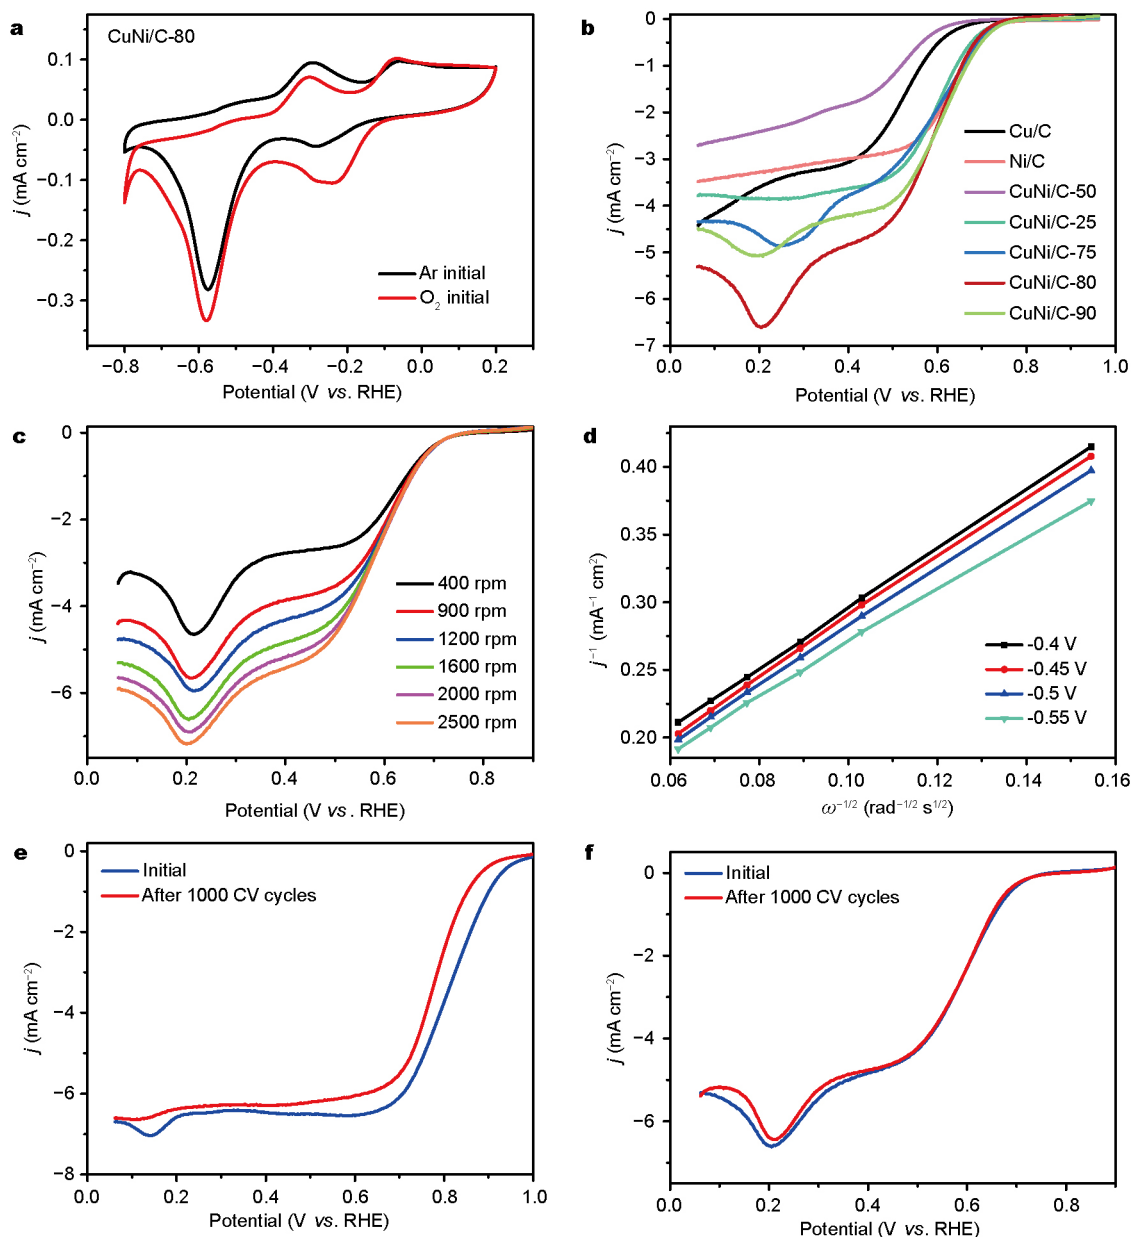 a
CuNi/C-80
0.1
0.0
−0.1
−0.2
−0.3
j (mA cm−2)
Ar initial
O2 initial
−0.8
−0.6
−0.4
−0.2
0.0
0.2
Potential (V vs. RHE)
b
0
−1
−2
−3
−4
−5
−6
−7
j (mA cm−2)
Cu/C
Ni/C
CuNi/C-50
CuNi/C-25
CuNi/C-75
CuNi/C-80
CuNi/C-90
0.0
0.2
0.4
0.6
0.8
1.0
Potential (V vs. RHE)
c
0
−2
−4
−6
j (mA cm−2)
400 rpm
900 rpm
1200 rpm
1600 rpm
2000 rpm
2500 rpm
0.0
0.2
0.4
0.6
0.8
Potential (V vs. RHE)
d
0.40
0.35
0.30
0.25
0.20
j−1 (mA−1 cm2)
-0.4 V
-0.45 V
-0.5 V
-0.55 V
0.06
0.08
0.10
0.12
0.14
0.16
ω−1/2 (rad−1/2 s1/2)
e
0
−2
−4
−6
−8
j (mA cm−2)
Initial
After 1000 CV cycles
0.0
0.2
0.4
0.6
0.8
1.0
Potential (V vs. RHE)
f
0
−2
−4
−6
j (mA cm−2)
Initial
After 1000 CV cycles
0.0
0.2
0.4
0.6
0.8
Potential (V vs. RHE)